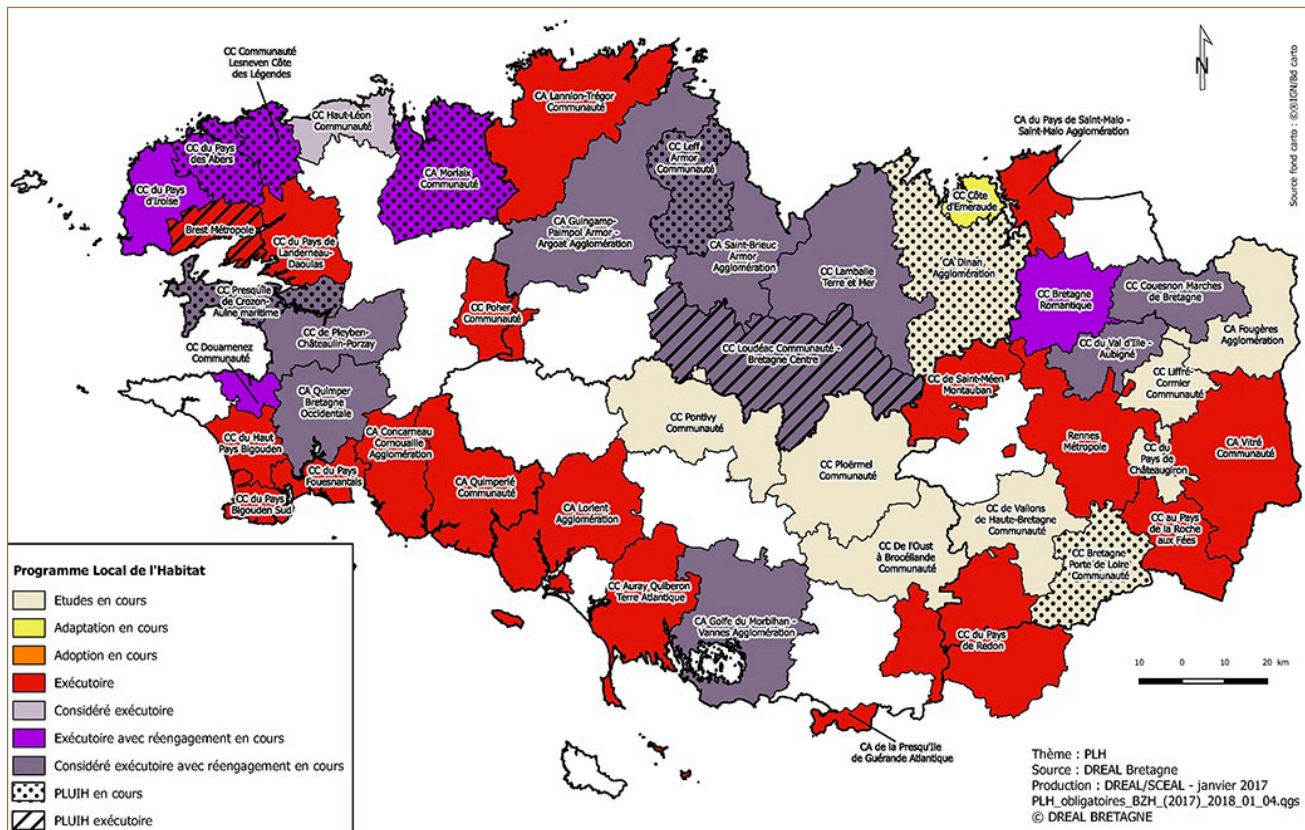 CC Communauté
Lesneven Côte
des Légendes
CC Haut-Léon
Communauté
CA Lannion-Trégor
Communauté
N
Source fond carto : ©®IGN/Bd carto
CA du Pays de Saint-Malo -
Saint-Malo Agglomération
CC du Pays
des Abers
CC du Pays
d'Iroise
CA Morlaix
Communauté
CC Leff
Armor
Communauté
CC Côte
d'Emeraude
Brest Métropole
CC du Pays de
Landerneau-
Daoulas
CA Guingamp-
Paimpol Armor -
Argoat Agglomération
CA Saint-Brieuc
Armor
Agglomération
CC Lamballe
Terre et Mer
CA Dinan
Agglomération
CC Bretagne
Romantique
CC Couesnon Marches
de Bretagne
CC Presqu'île
de Crozon-
Aulne maritime
CC Poher
Communauté
CA Fougères
Agglomération
CC de Pleyben-
Châteaulin-Porzay
CC Douarnenez
Communauté
CC Loudéac Communauté -
Bretagne Centre
CC du Val d'Ille -
Aubigné
CC Liffré-
Cormier
Communauté
CA Quimper
Bretagne
Occidentale
CC de Saint-Méen
Montauban
CC Pontivy
Communauté
CC du Haut
Pays Bigouden
CA Concarneau
Cornouaille
Agglomération
Rennes
Métropole
CC du
Pays de
Châteaugiron
CA Vitré
Communauté
CC du Pays
Fouesnantais
CC Ploërmel
Communauté
CC du Pays
Bigouden Sud
CA Quimperlé
Communauté
CA Lorient
Agglomération
CC de Vallons
de Haute-Bretagne
Communauté
CC au Pays
de la Roche
aux Fées
CC De l'Oust
à Brocéliande
Communauté
CC Bretagne
Porte de Loire
Communauté
CC Auray Quiberon
Terre Atlantique
CA Golfe du Morbihan -
Vannes Agglomération
CC du Pays
de Redon
CA de la Presqu'Ile
de Guérande Atlantique
10 0 10 20 km
Programme Local de l'Habitat
Etudes en cours
Adaptation en cours
Adoption en cours
Exécutoire
Considéré exécutoire
Exécutoire avec réengagement en cours
Considéré exécutoire avec réengagement en cours
PLUIH en cours
PLUIH exécutoire
Thème : PLH
Source : DREAL Bretagne
Production : DREAL/SCEAL - janvier 2017
PLH_obligatoires_BZH_(2017)_2018_01_04.qgs
© DREAL BRETAGNE